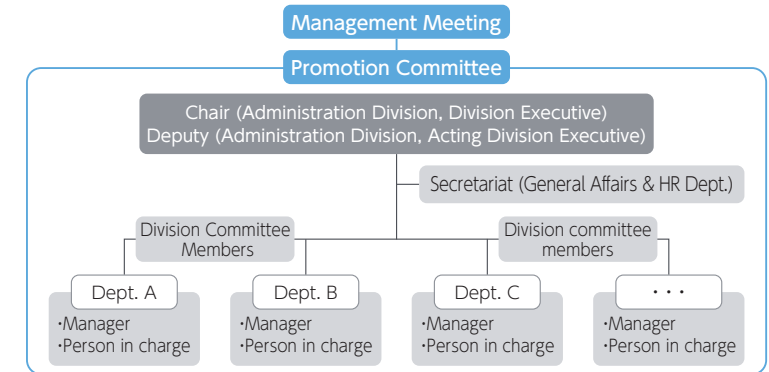 Management Meeting
Promotion Committee
Chair (Administration Division, Division Executive)
Deputy (Administration Division, Acting Division Executive)
Secretariat (General Affairs & HR Dept.)
Division Committee
Members
Division committee
members
Dept. A
・Manager
・Person in charge
Dept. B
・Manager
・Person in charge
Dept. C
・Manager
・Person in charge
・・・
・Manager
・Person in charge